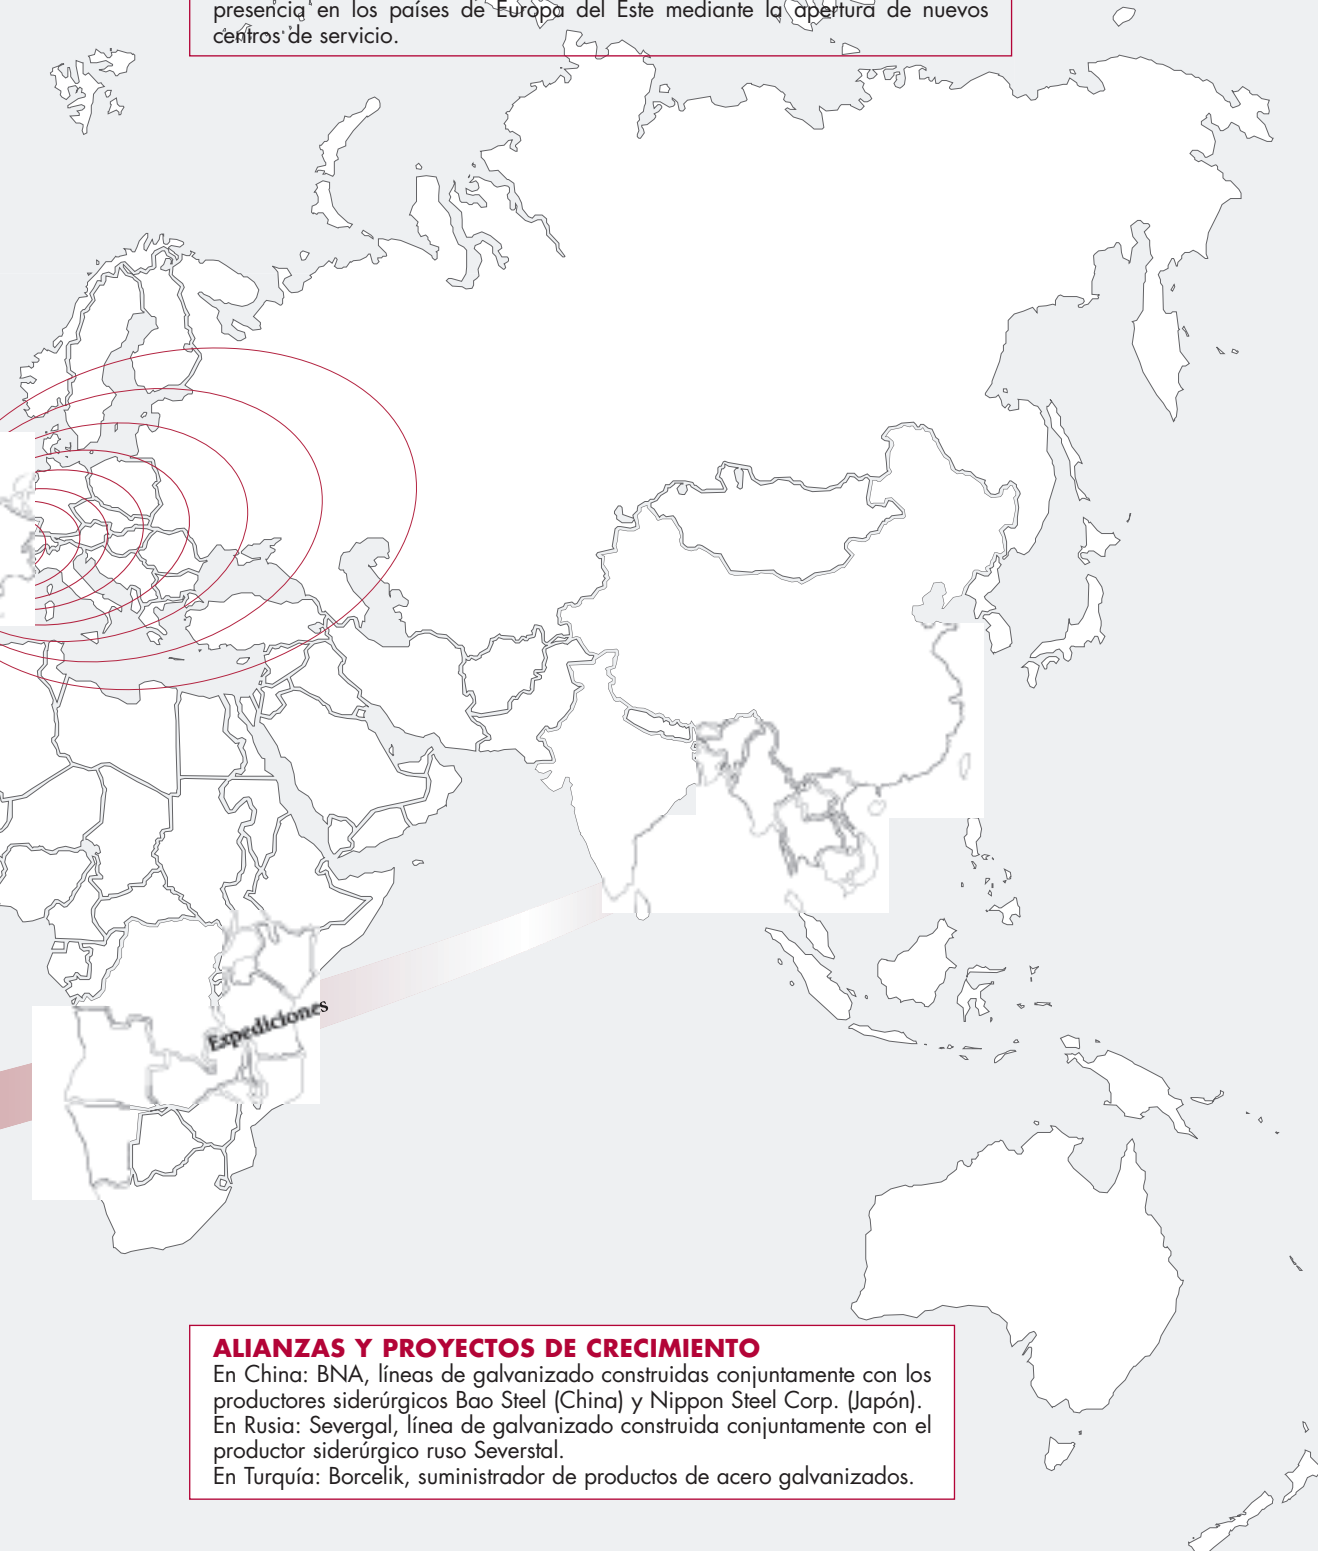 presencia en los países de Europa del Este mediante la apertura de nuevos
centros de servicio.
Expediciones
ALIANZAS Y PROYECTOS DE CRECIMIENTO
En China: BNA, líneas de galvanizado construidas conjuntamente con los
productores siderúrgicos Bao Steel (China) y Nippon Steel Corp. (Japón).
En Rusia: Severgal, línea de galvanizado construida conjuntamente con el
productor siderúrgico ruso Severstal.
En Turquía: Borcelik, suministrador de productos de acero galvanizados.